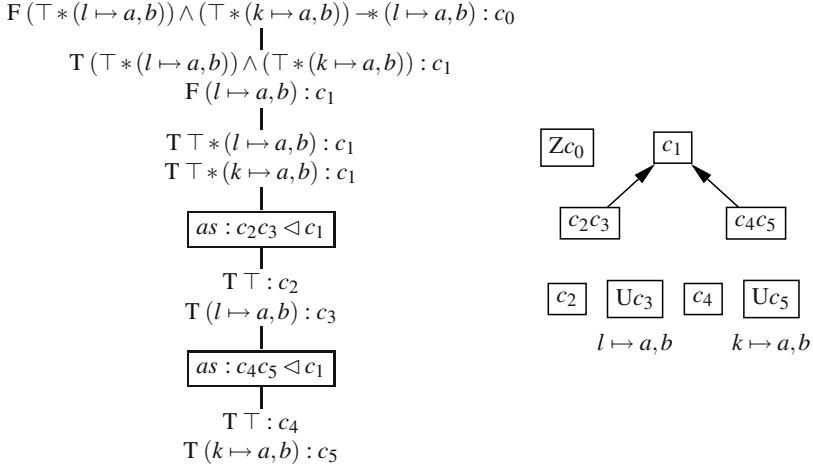 F (⊤ ∗ (l ↦ a, b)) ∧ (⊤ ∗ (k ↦ a, b)) −∗ (l ↦ a, b) : c₀
T (⊤ ∗ (l ↦ a, b)) ∧ (⊤ ∗ (k ↦ a, b)) : c₁
F (l ↦ a, b) : c₁
T ⊤ ∗ (l ↦ a, b) : c₁
T ⊤ ∗ (k ↦ a, b) : c₁
as : c₂c₃ ◁ c₁
T ⊤ : c₂
T (l ↦ a, b) : c₃
as : c₄c₅ ◁ c₁
T ⊤ : c₄
T (k ↦ a, b) : c₅
Zc₀ c₁
c₂c₃ c₄c₅
c₂ Uc₃ c₄ Uc₅
l ↦ a, b k ↦ a, b